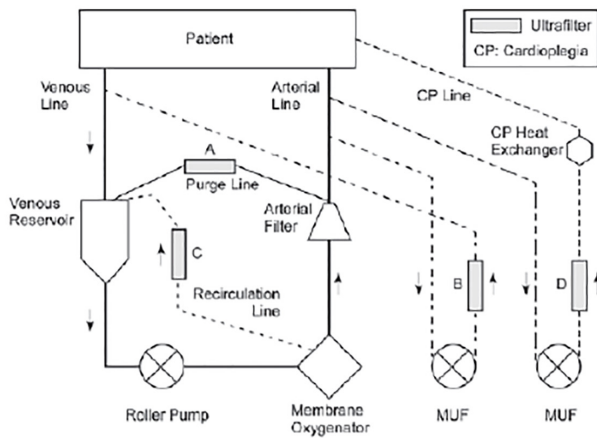 Patient
Ultrafilter
CP: Cardioplegia
Venous
Line
Arterial
Line
CP Line
CP Heat
Exchanger
A
Purge Line
Venous
Reservoir
Arterial
Filter
C
B
D
Recirculation
Line
Roller Pump
Membrane
Oxygenator
MUF
MUF